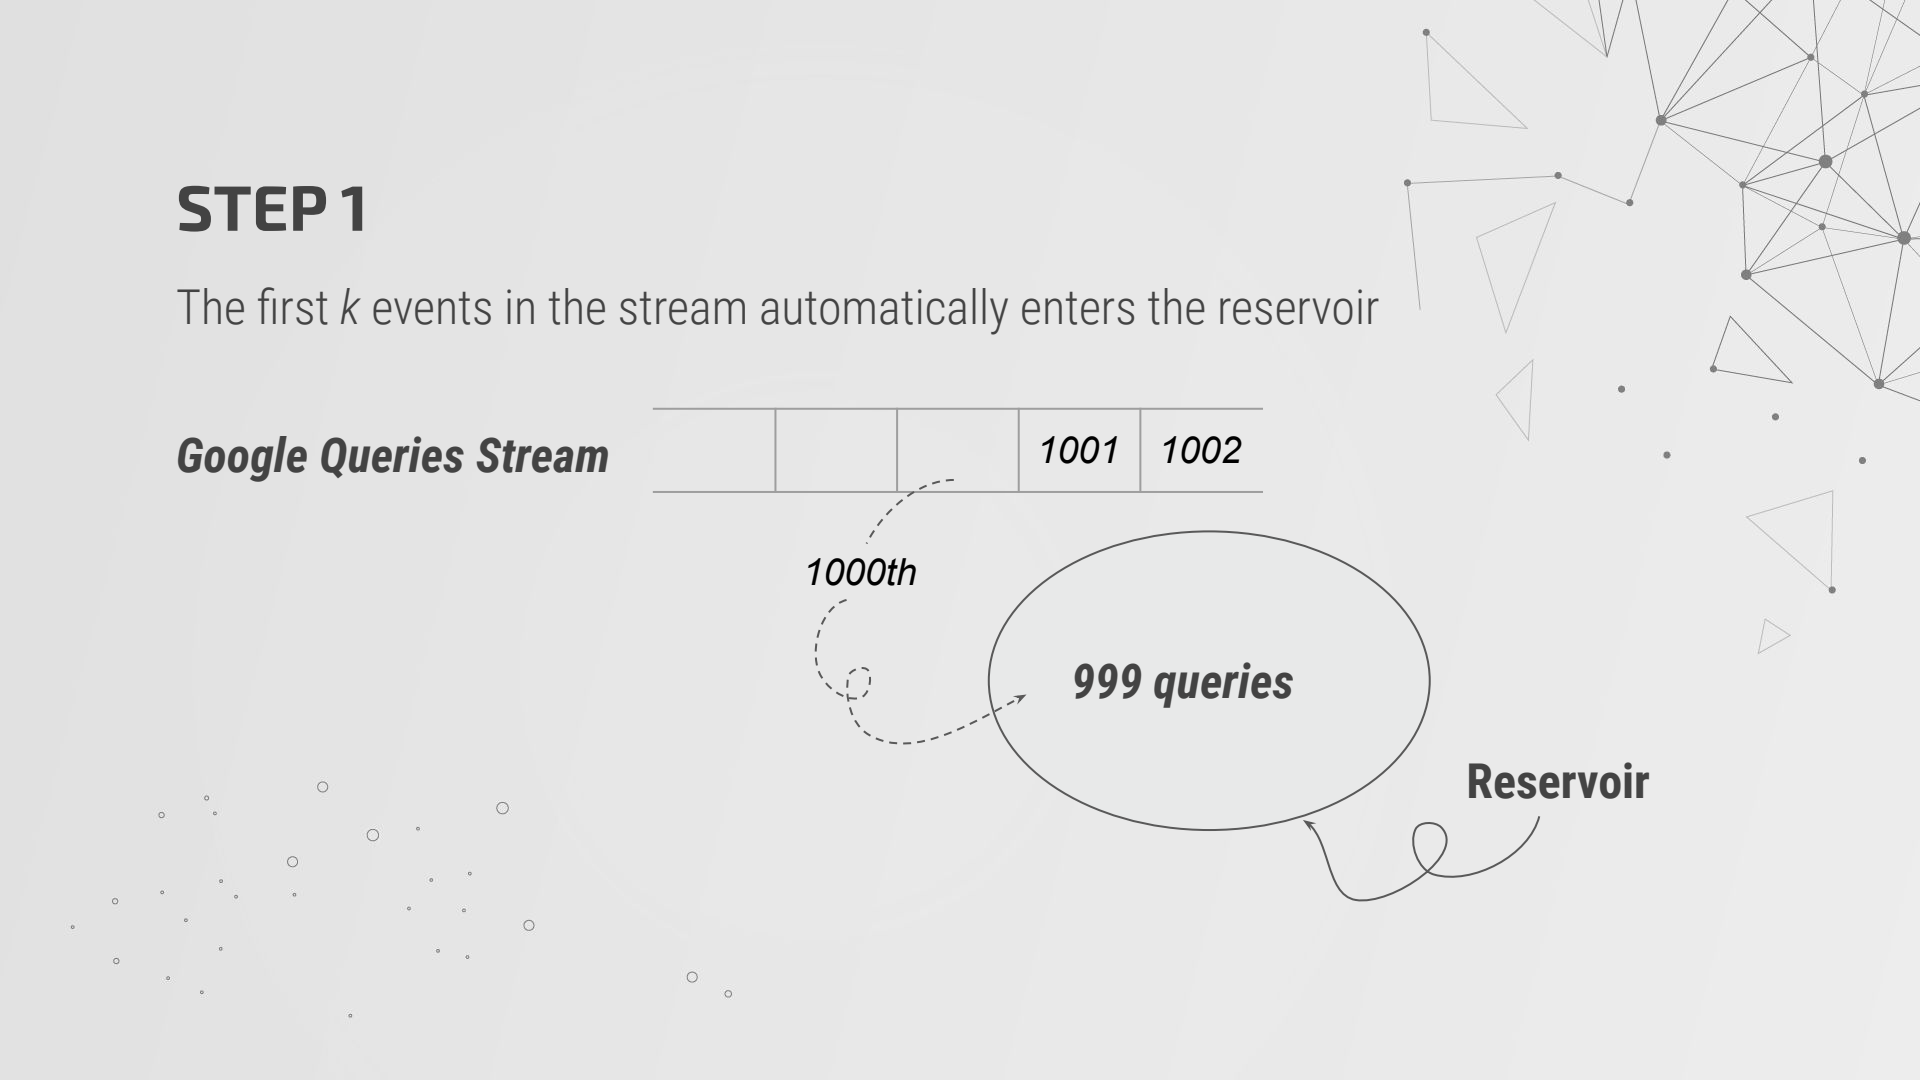 STEP 1
The first k events in the stream automatically enters the reservoir
Google Queries Stream
1001 1002
1000th
999 queries
Reservoir